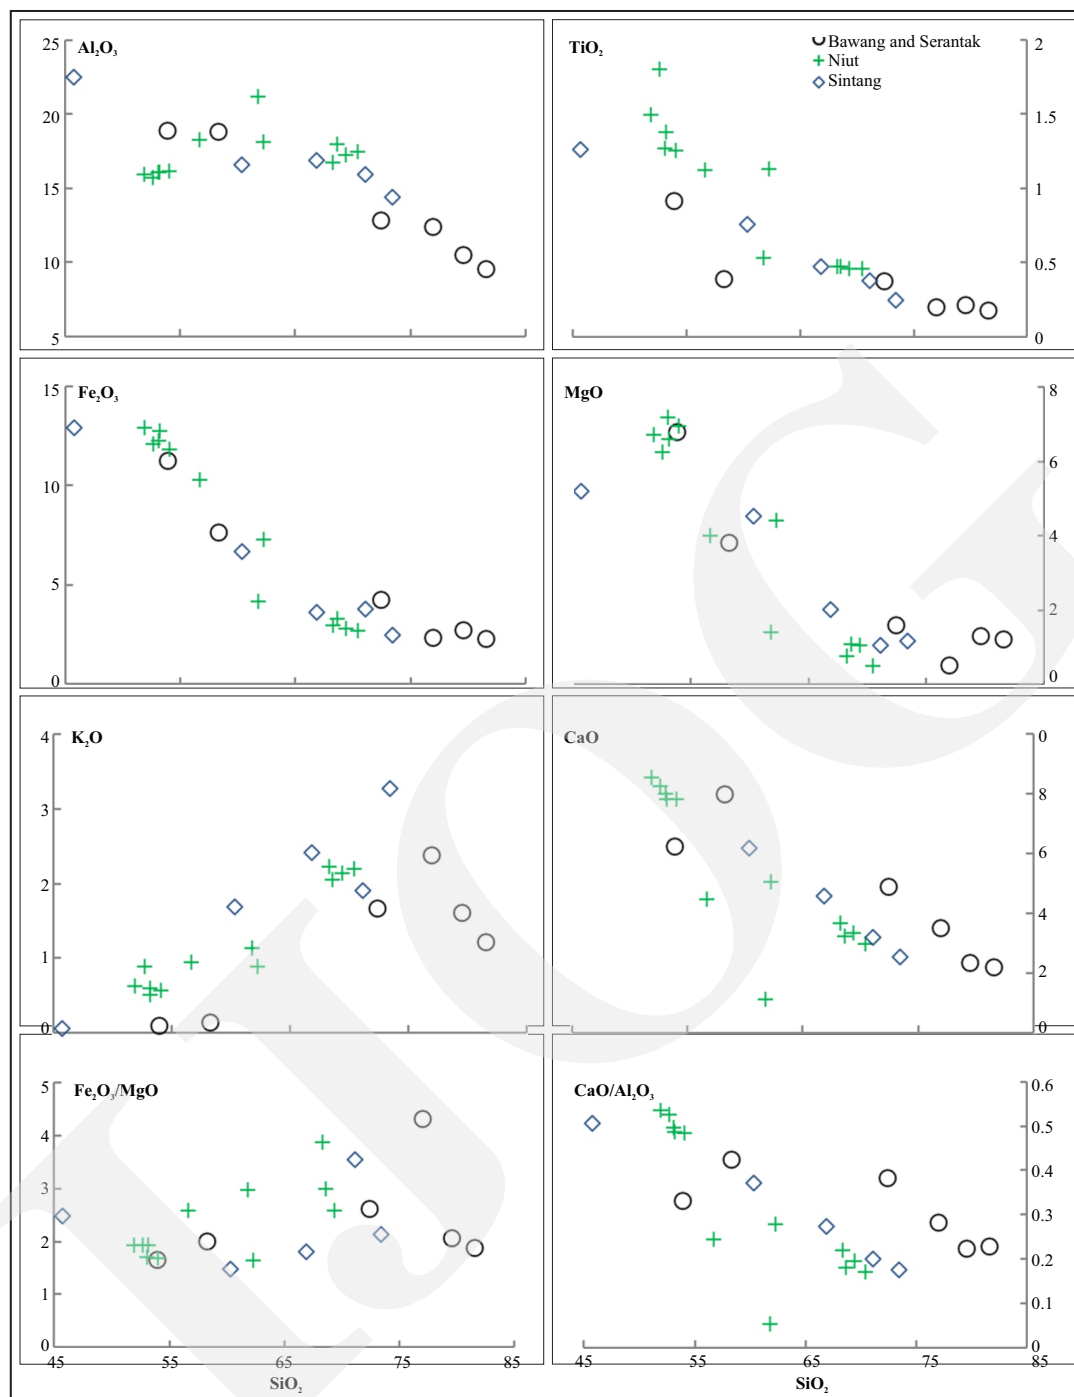 Al₂O₃
25
20
15
10
5
TiO₂
Bawang and Serantak
Niut
Sintang
2
1.5
1
0.5
0
Fe₂O₃
15
10
5
0
MgO
8
6
4
2
0
K₂O
4
3
2
1
0
CaO
0
8
6
4
2
0
Fe₂O₃/MgO
5
4
3
2
1
0
45 55 65 75 85
SiO₂
CaO/Al₂O₃
0.6
0.5
0.4
0.3
0.2
0.1
0
45 55 65 75 85
SiO₂
IJOG